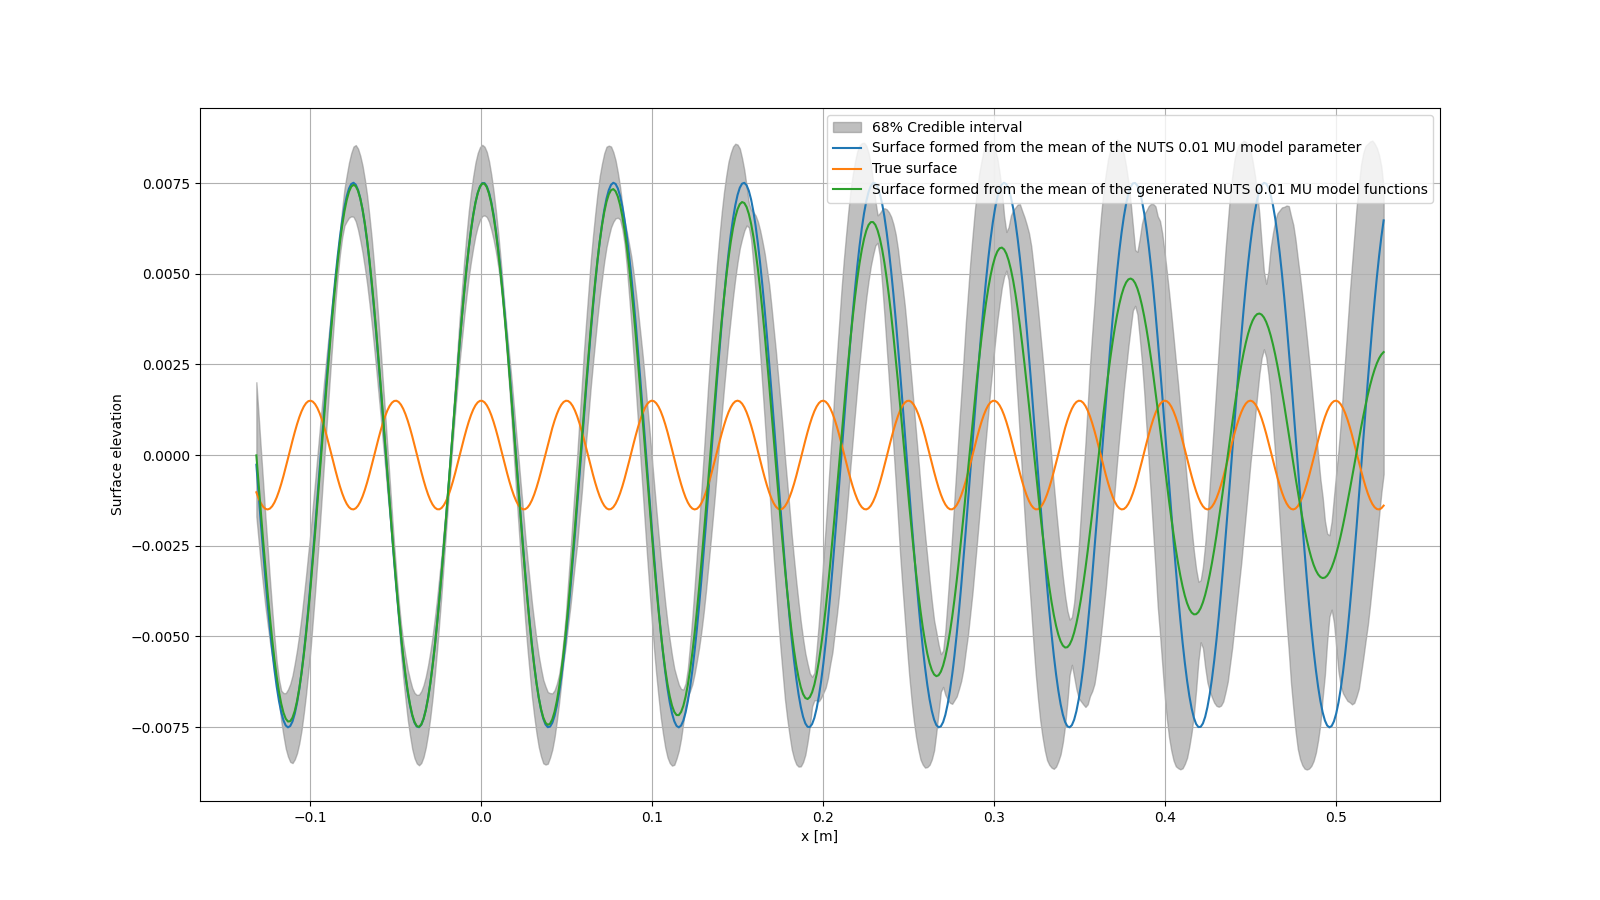 68% Credible interval
Surface formed from the mean of the NUTS 0.01 MU model parameter
True surface
Surface formed from the mean of the generated NUTS 0.01 MU model functions
0.0075
0.0050
0.0025
0.0000
−0.0025
−0.0050
−0.0075
Surface elevation
−0.1 0.0 0.1 0.2 0.3 0.4 0.5
x [m]